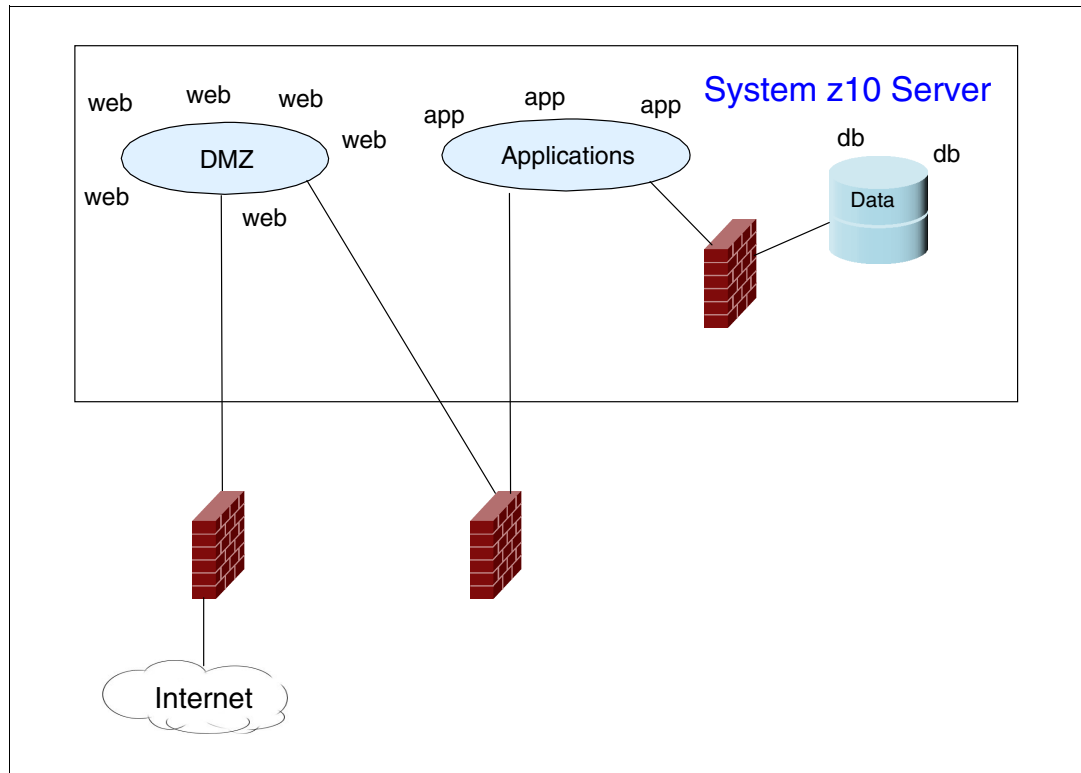 System z10 Server
web
web
web
web
web
web
DMZ
app
app
app
Applications
db
db
Data
Internet